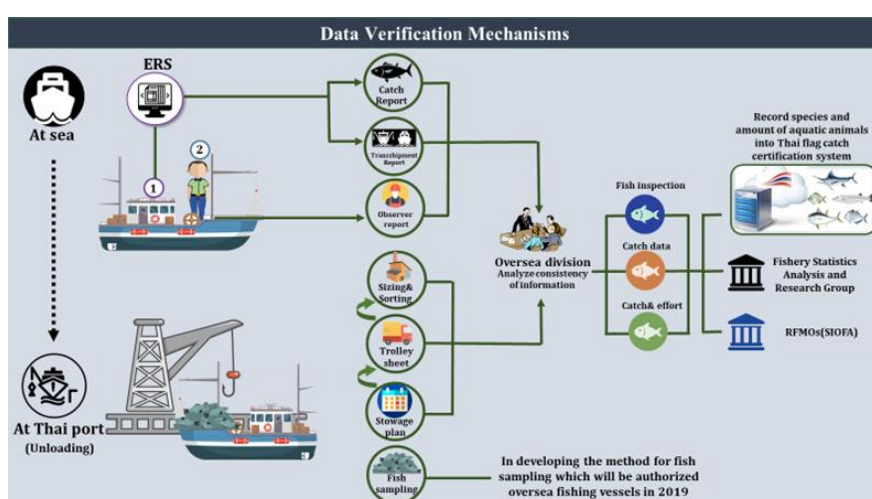 Data Verification Mechanisms
At sea
ERS
1
2
Catch
Report
Transshipment
Report
Observer
report
Sizing&
Sorting
Trolley
sheet
Stowage
plan
Fish
sampling
At Thai port
(Unloading)
Oversea division
Analyze consistency
of information
Fish inspection
Catch data
Catch& effort
Record species and
amount of aquatic animals
into Thai flag catch
certification system
Fishery Statistics
Analysis and
Research Group
RFMOs(SIOFA)
In developing the method for fish
sampling which will be authorized
oversea fishing vessels in 2019